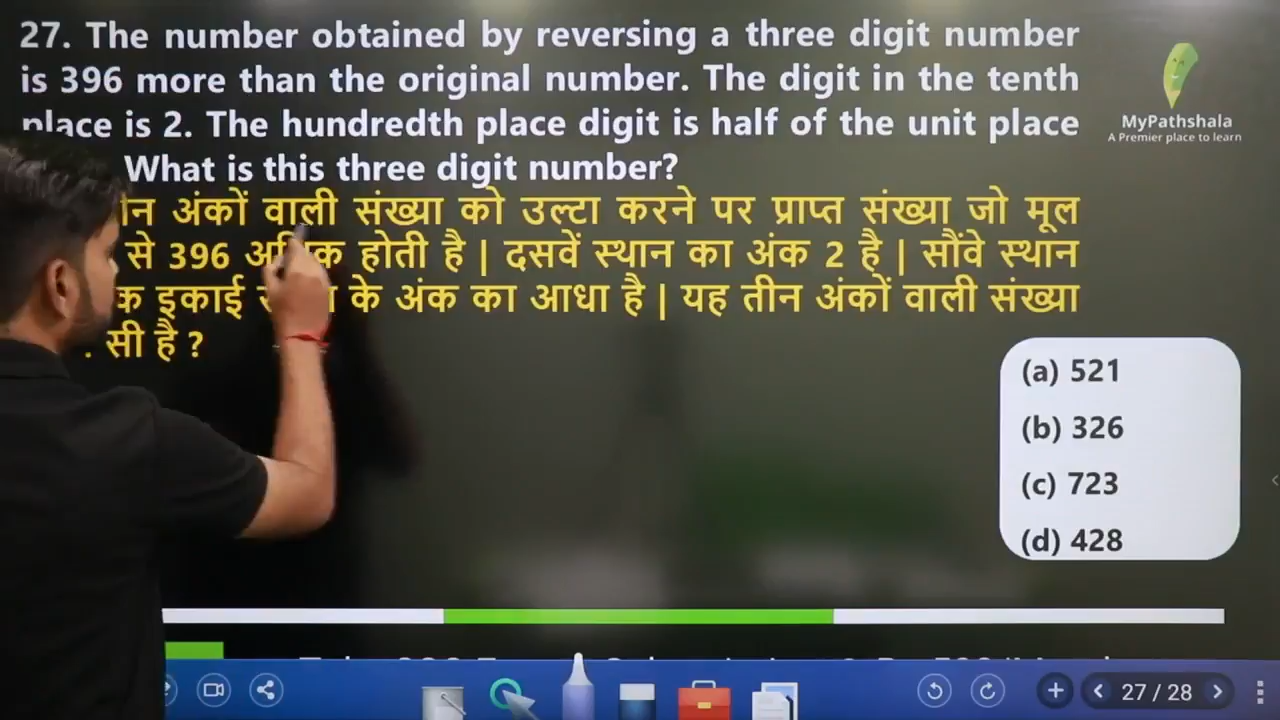 27. The number obtained by reversing a three digit number
is 396 more than the original number. The digit in the tenth
place is 2. The hundredth place digit is half of the unit place
What is this three digit number?
अंकों वाली संख्या को उल्टा करने पर प्राप्त संख्या जो मूल
से 396 होती है | दसवें स्थान का अंक 2 है | सौंवे स्थान
इकाई के अंक का आधा है | यह तीन अंकों वाली संख्या
सी है ?
MyPathshala
A Premier place to learn
(a) 521
(b) 326
(c) 723
(d) 428
27 / 28